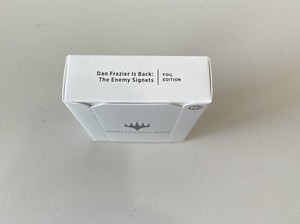 Dan Frazier Is Back:
The Enemy Signets
FOIL
EDITION